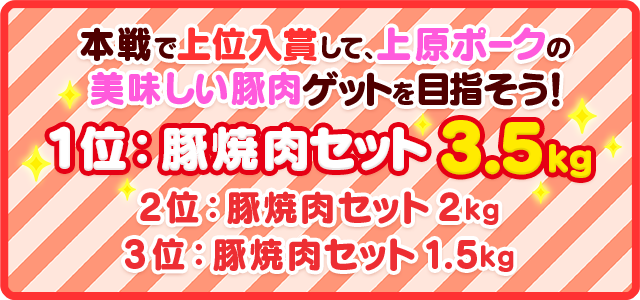 本戦で上位入賞して、上原ポークの
美味しい豚肉ゲットを目指そう!
1位:豚焼肉セット 3.5kg
2位:豚焼肉セット 2kg
3位:豚焼肉セット 1.5kg